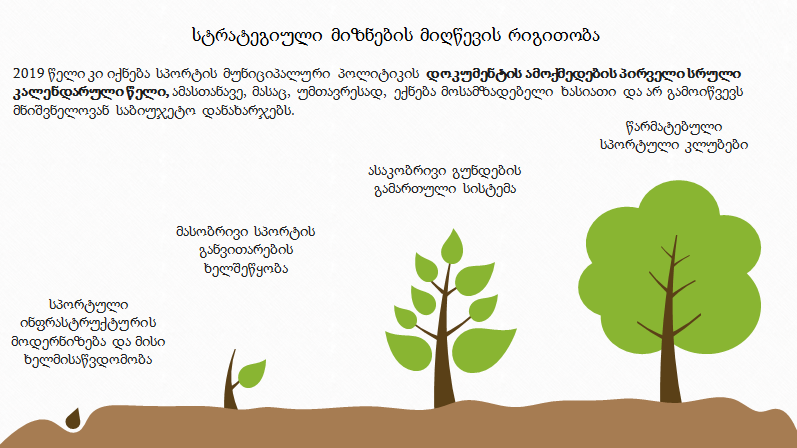 სტრატეგიული მიზნების მიღწევის რიგითობა
2019 წელი კი იქნება სპორტის მუნიციპალური პოლიტიკის დოკუმენტის ამოქმედების პირველი სრული
კალენდარული წელი, ამასთანავე, მასაც, უმთავრესად, ექნება მოსამზადებელი ხასიათი და არ გამოიწვევს
მნიშვნელოვან საბიუჯეტო დანახარჯებს.
წარმატებული
სპორტული კლუბები
ასაკობრივი გუნდების
გამართული სისტემა
მასობრივი სპორტის
განვითარების
ხელშეწყობა
სპორტული
ინფრასტრუქტურის
მოდერნიზება და მისი
ხელმისაწვდომობა